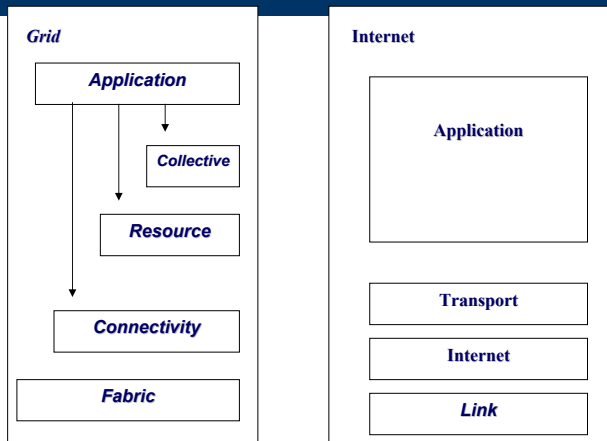 Grid
Application
Collective
Resource
Connectivity
Fabric
Internet
Application
Transport
Internet
Link